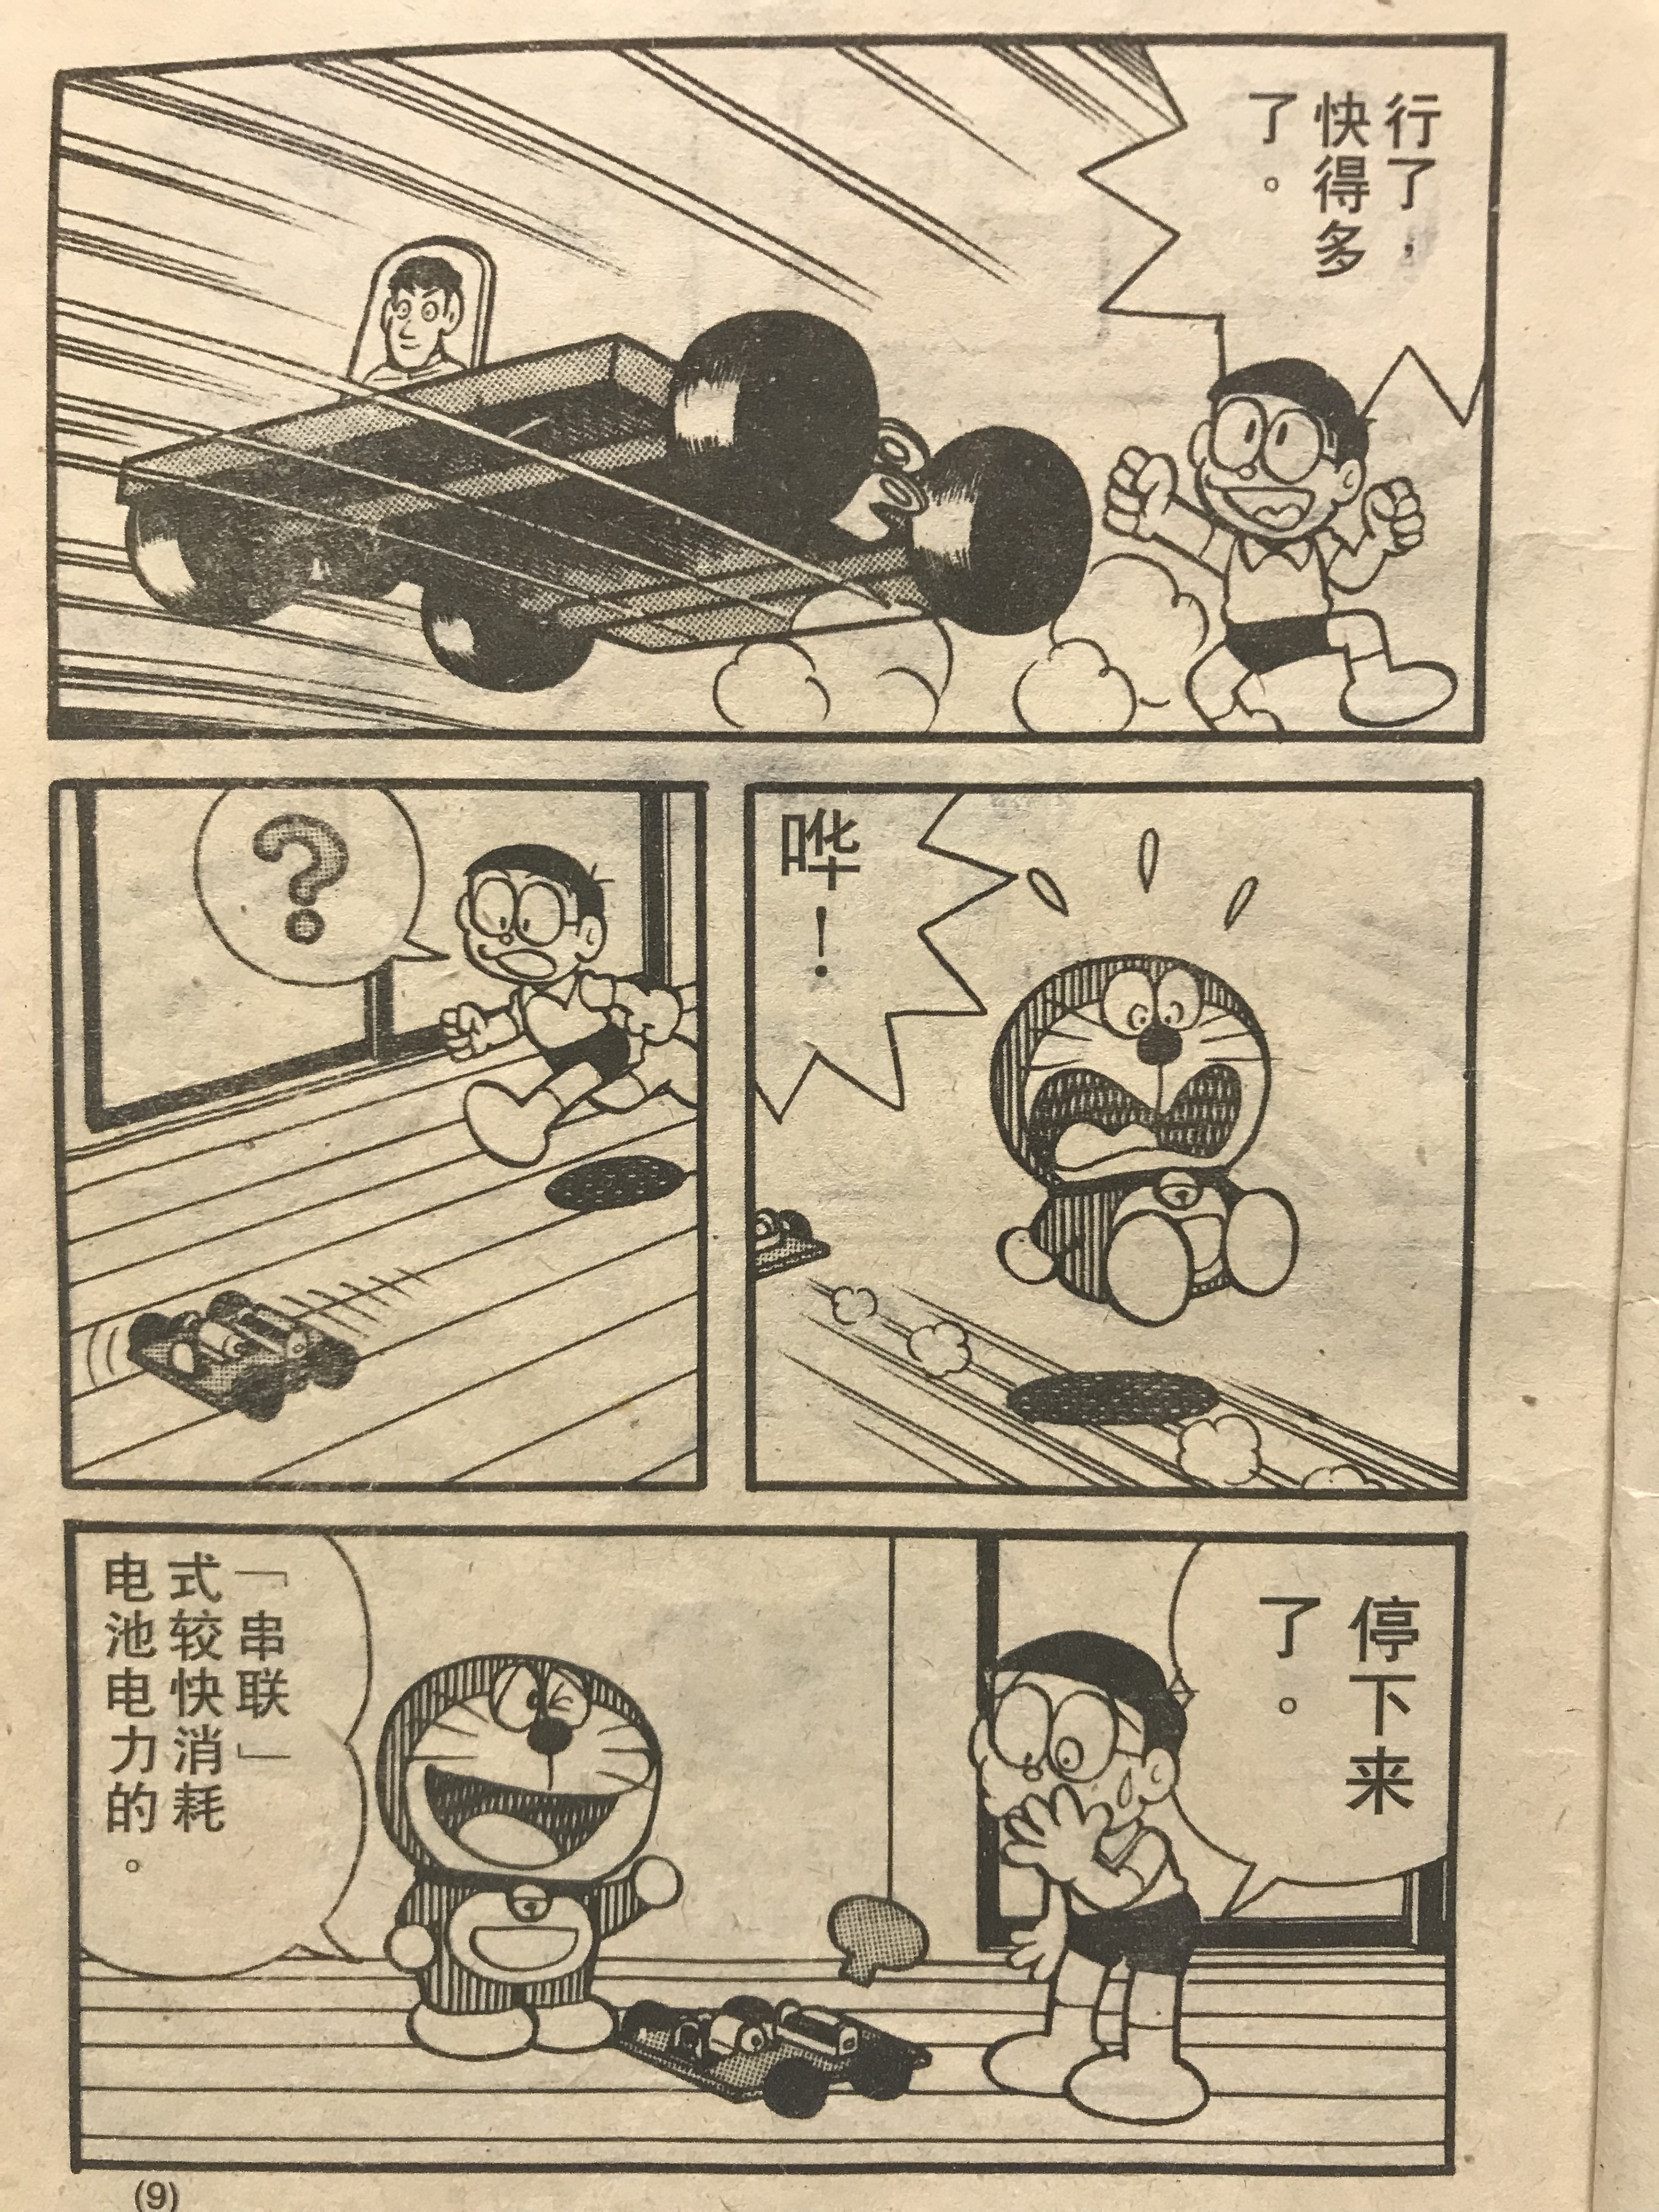 行了，
快得多
了。
哗！
？
停下来
了。
「串联」
式较快消耗
电池电力的。
(9)